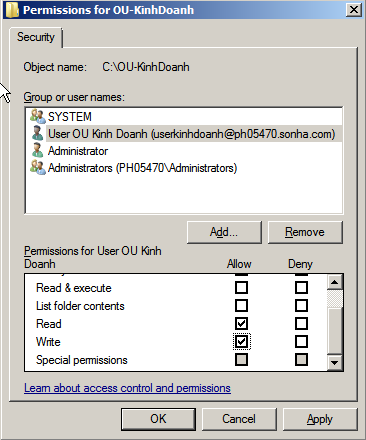 Permissions for OU-KinhDoanh
Security
Object name: C:\OU-KinhDoanh
Group or user names:
SYSTEM
User OU Kinh Doanh (userkinhdoanh@ph05470.sonha.com)
Administrator
Administrators (PH05470\Administrators)
Add...
Remove
Permissions for User OU Kinh
Doanh
Allow
Deny
Read & execute
List folder contents
Read
Write
Special permissions
Learn about access control and permissions
OK
Cancel
Apply